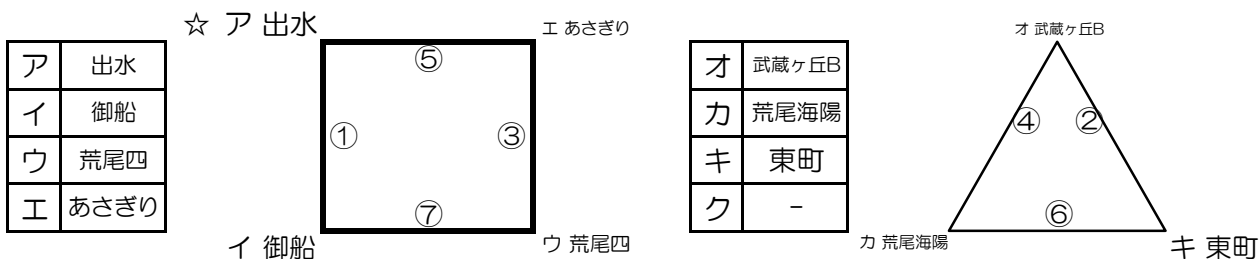 ☆ ア 出水
エ あさぎり
ア 出水
イ 御船
ウ 荒尾四
エ あさぎり
⑤
① ③
⑦
イ 御船
ウ 荒尾四
オ 武蔵ヶ丘B
オ 武蔵ヶ丘B
カ 荒尾海陽
キ 東町
ク -
④ ②
⑥
カ 荒尾海陽
キ 東町